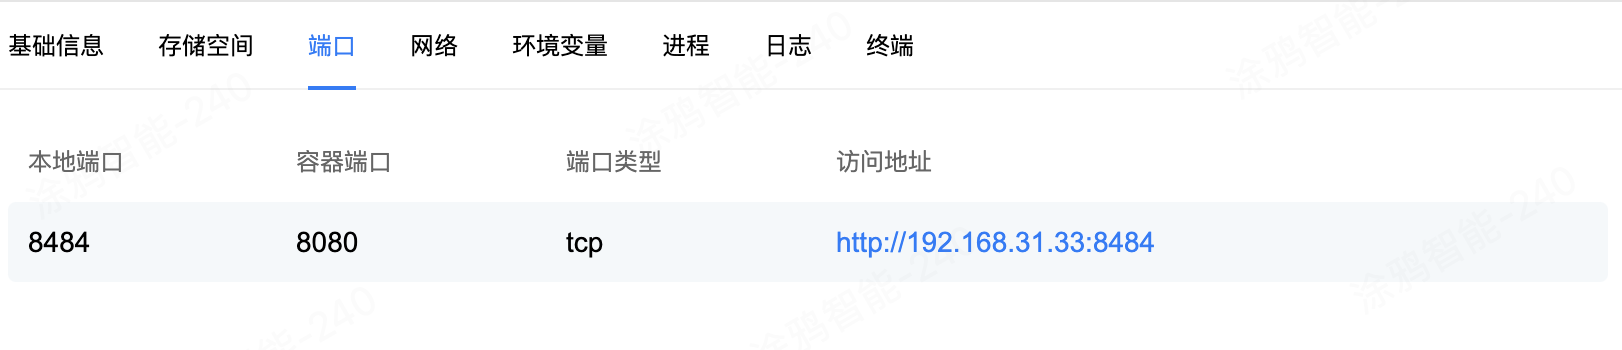 基础信息 存储空间 端口 网络 环境变量 进程 日志 终端
本地端口 容器端口 端口类型 访问地址
8484 8080 tcp http://192.168.31.33:8484
涂鸦智能-240
涂鸦智能-240
涂鸦智能
涂鸦智能-240
涂鸦智能-240
智能-240